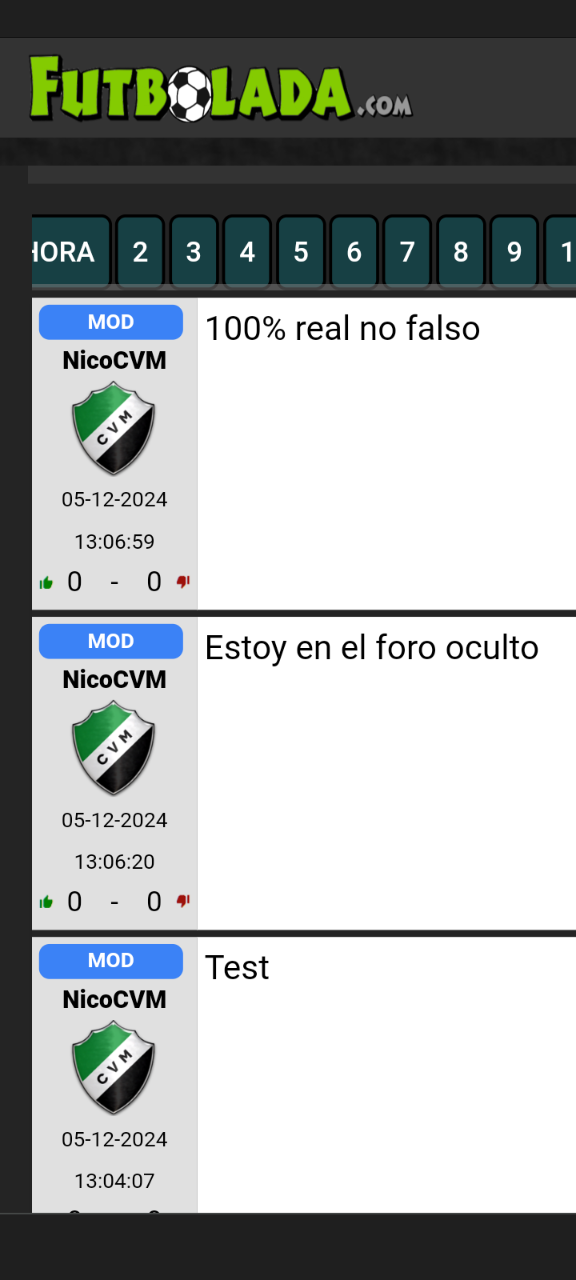 FUTBOLADA.COM
HORA 2 3 4 5 6 7 8 9 1
MOD
NicoCVM
CVM
05-12-2024
13:06:59
0 - 0
100% real no falso
MOD
NicoCVM
CVM
05-12-2024
13:06:20
0 - 0
Estoy en el foro oculto
MOD
NicoCVM
CVM
05-12-2024
13:04:07
Test